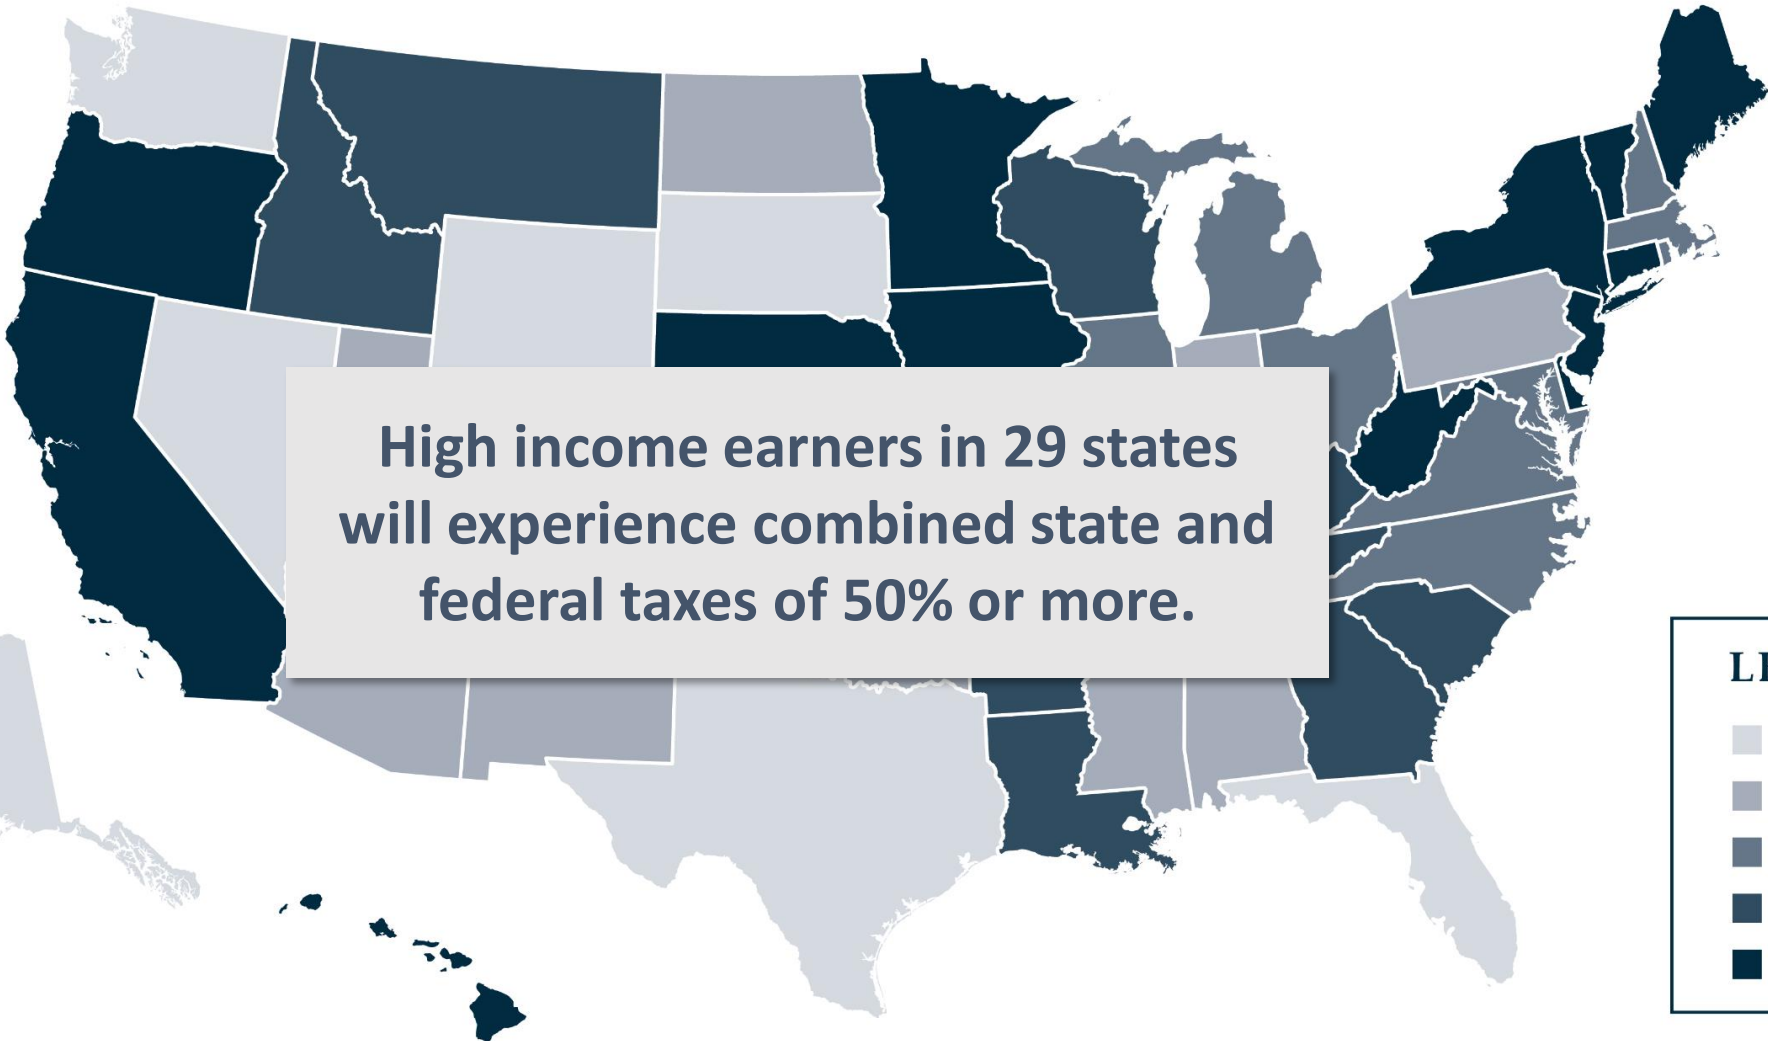 High income earners in 29 states
will experience combined state and
federal taxes of 50% or more.